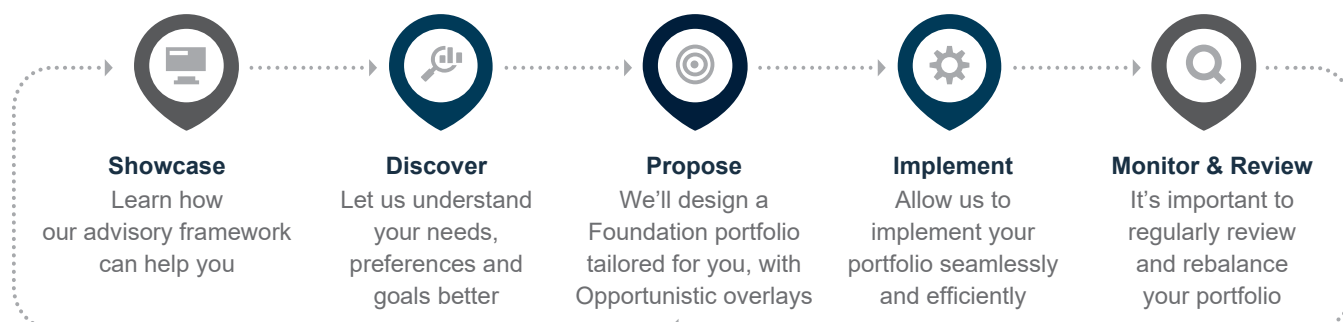 Showcase
Learn how
our advisory framework
can help you
Discover
Let us understand
your needs,
preferences and
goals better
Propose
We’ll design a
Foundation portfolio
tailored for you, with
Opportunistic overlays
Implement
Allow us to
implement your
portfolio seamlessly
and efficiently
Monitor & Review
It’s important to
regularly review
and rebalance
your portfolio